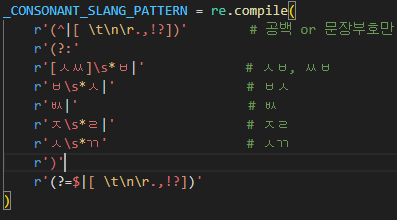 _CONSONANT_SLANG_PATTERN = re.compile(
    r'(^|[ \t\n\r.,!?])'        # 공백 or 문장부호만
    r'(?:'
    r'[ㅅㅆ]\s*ㅂ|'            # ㅅㅂ, ㅆㅂ
    r'ㅂ\s*ㅅ|'                # ㅂㅅ
    r'ㅄ|'                     # ㅄ
    r'ㅈ\s*ㄹ|'                # ㅈㄹ
    r'ㅅ\s*ㄲ'                 # ㅅㄲ
    r')'
    r'(?=$|[ \t\n\r.,!?])'
)